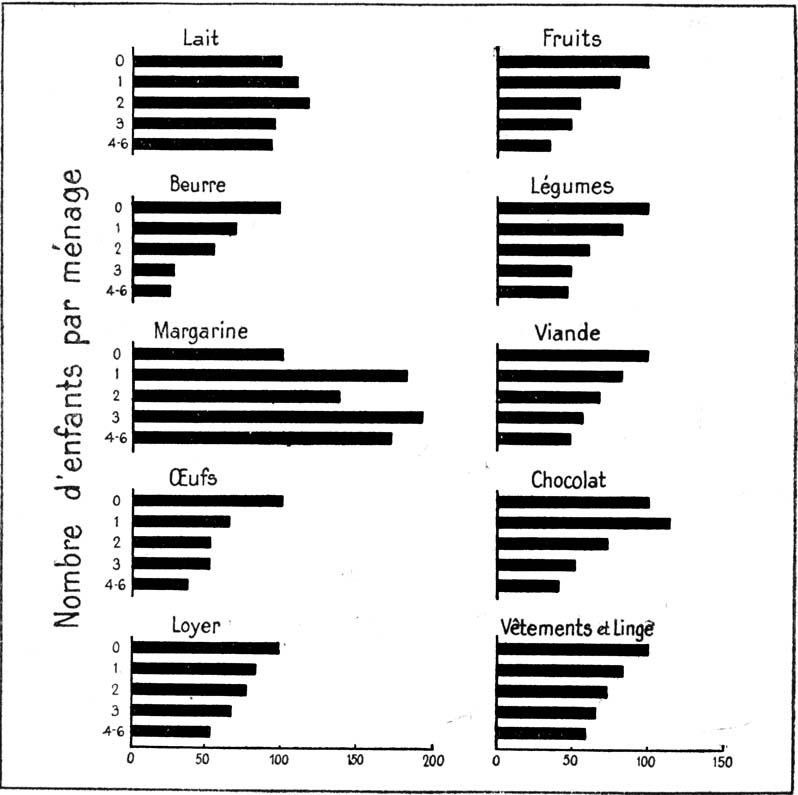 Nombre d'enfants par ménage
Lait
0
1
2
3
4-6
Beurre
0
1
2
3
4-6
Margarine
0
1
2
3
4-6
Œufs
0
1
2
3
4-6
Loyer
0
1
2
3
4-6
0 50 100 150 200
Fruits
Légumes
Viande
Chocolat
Vêtements et Linge
0 50 100 150